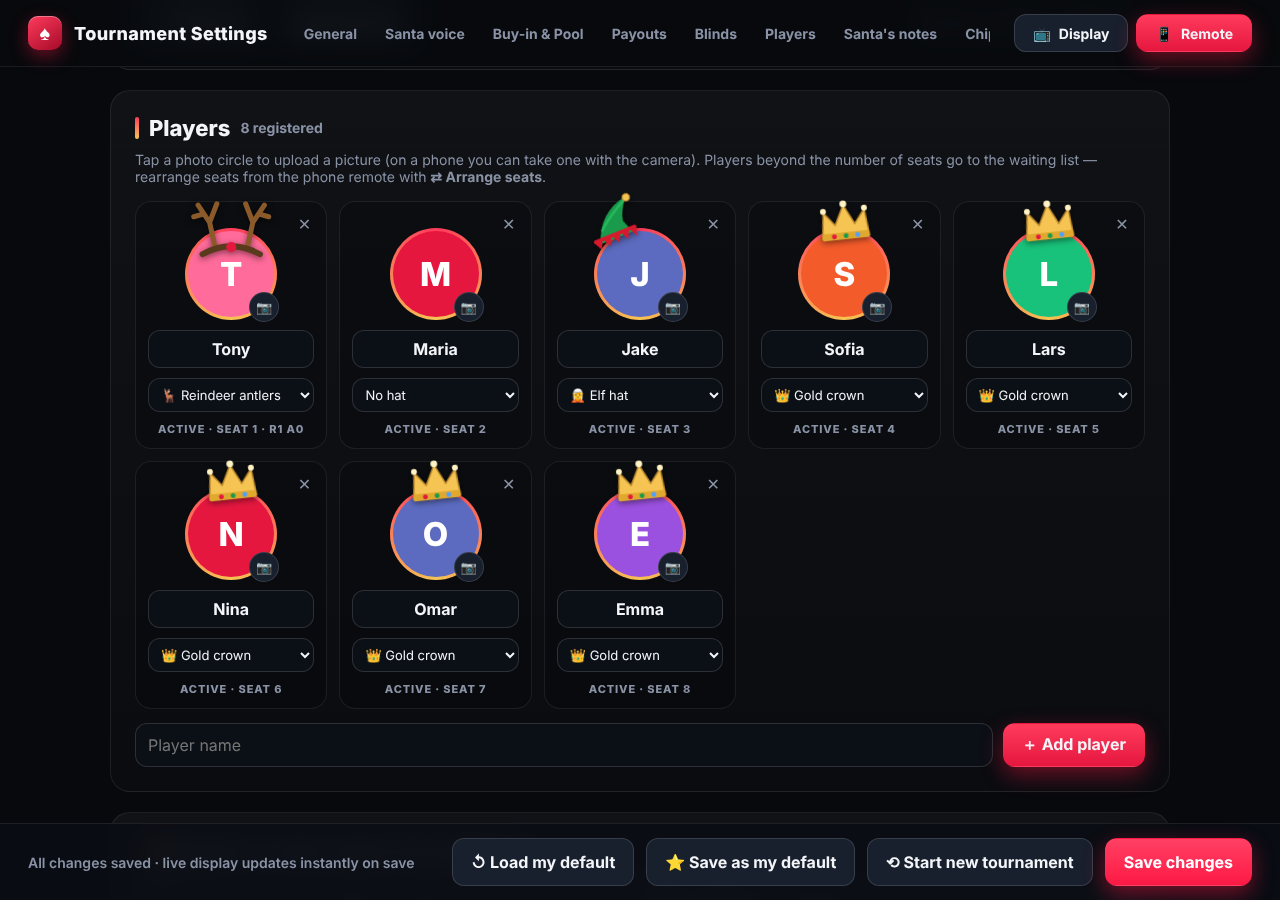 Tournament Settings
General
Santa voice
Buy-in & Pool
Payouts
Blinds
Players
Santa's notes
Chi
Display
Remote
Players 8 registered
Tap a photo circle to upload a picture (on a phone you can take one with the camera). Players beyond the number of seats go to the waiting list —
rearrange seats from the phone remote with ⇄ Arrange seats.
T
Tony
Reindeer antlers
ACTIVE · SEAT 1 · R1 A0
M
Maria
No hat
ACTIVE · SEAT 2
J
Jake
Elf hat
ACTIVE · SEAT 3
S
Sofia
Gold crown
ACTIVE · SEAT 4
L
Lars
Gold crown
ACTIVE · SEAT 5
N
Nina
Gold crown
ACTIVE · SEAT 6
O
Omar
Gold crown
ACTIVE · SEAT 7
E
Emma
Gold crown
ACTIVE · SEAT 8
Player name
+ Add player
All changes saved · live display updates instantly on save
Load my default
Save as my default
Start new tournament
Save changes